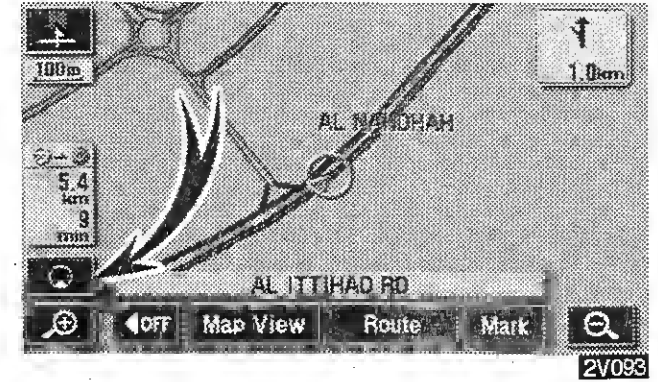 100m
1.0km
AL NAHDHAH
5.4
km
9
min
AL ITTIHAD RD
◀OFF Map View Route Mark
2V093